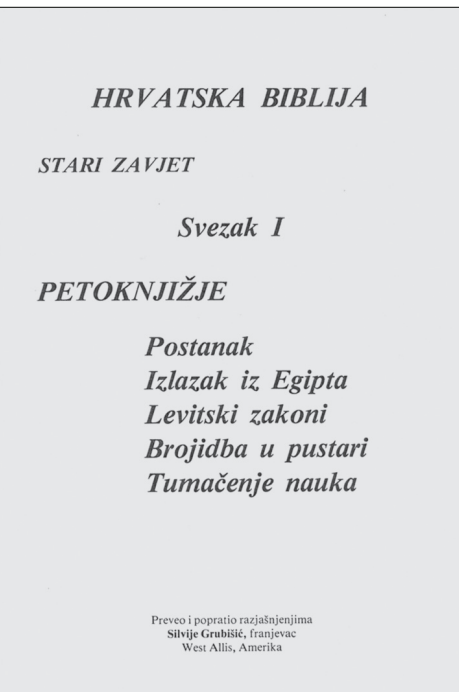 HRVATSKA BIBLIJA
STARI ZAVJET
Svezak I
PETOKNJIŽJE
Postanak
Izlazak iz Egipta
Levitski zakoni
Brojidba u pustari
Tumačenje nauka
Preveo i popratio razjašnjenjima
Silvije Grubišić, franjevac
West Allis, Amerika